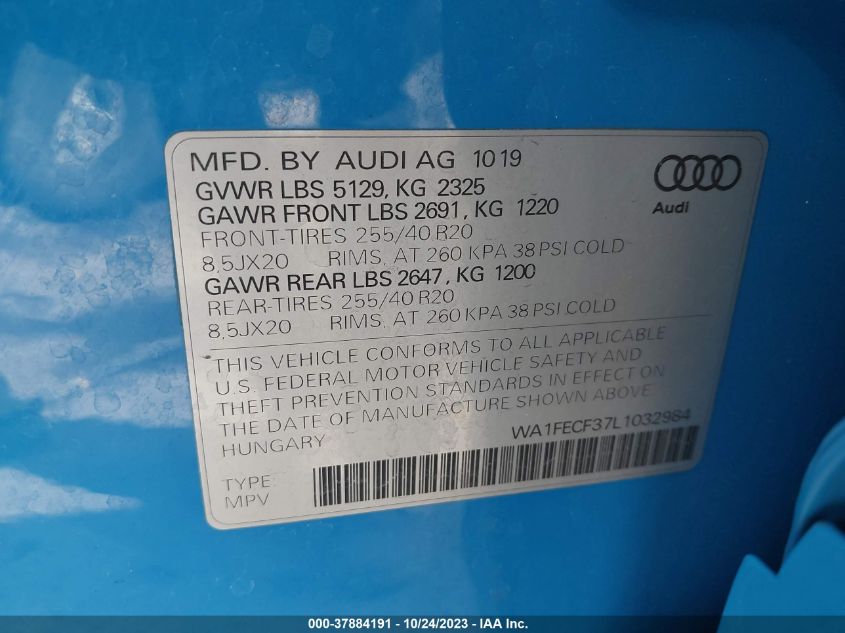 MFD. BY AUDI AG 10 19
GVWR LBS 5129, KG 2325
GAWR FRONT LBS 2691, KG 1220
FRONT-TIRES 255/40 R20
8,5JX20 RIMS, AT 260 KPA 38 PSI COLD
GAWR REAR LBS 2647, KG 1200
REAR-TIRES 255/40 R20
8,5JX20 RIMS, AT 260 KPA 38 PSI COLD
Audi
THIS VEHICLE CONFORMS TO ALL APPLICABLE
U.S. FEDERAL MOTOR VEHICLE SAFETY AND
THEFT PREVENTION STANDARDS IN EFFECT ON
THE DATE OF MANUFACTURE SHOWN ABOVE
HUNGARY WA1FECF37L1032984
TYPE:
MPV
000-37884191 - 10/24/2023 - IAA Inc.